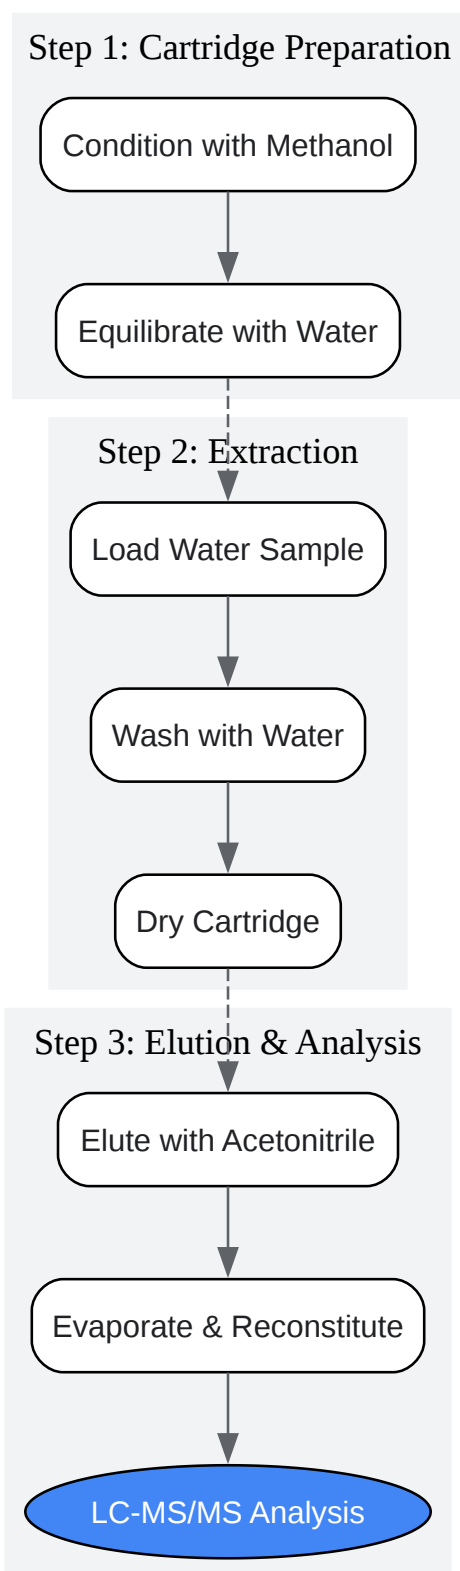 Step 1: Cartridge Preparation
Condition with Methanol
Equilibrate with Water
Step 2: Extraction
Load Water Sample
Wash with Water
Dry Cartridge
Step 3: Elution & Analysis
Elute with Acetonitrile
Evaporate & Reconstitute
LC-MS/MS Analysis